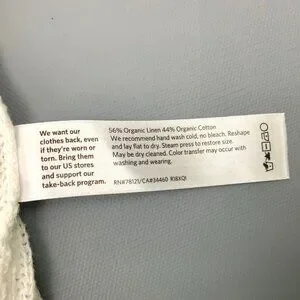 We want our
clothes back, even
if they're worn or
torn. Bring them
to our US stores
and support our
take-back program.
56% Organic Linen 44% Organic Cotton
We recommend hand wash cold, no bleach. Reshape
and lay flat to dry. Steam press to restore size.
May be dry cleaned. Color transfer may occur with
washing and wearing.
RN#78121/CA#34460 R18XQI